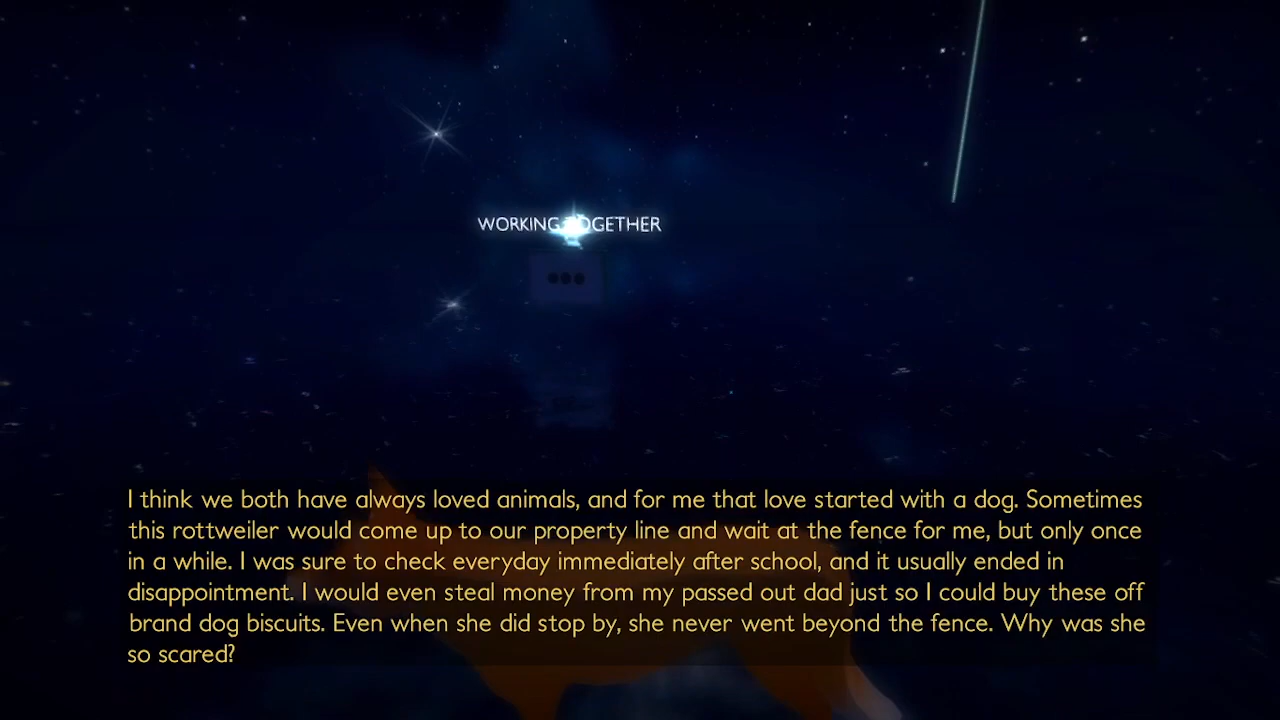 WORKING TOGETHER
I think we both have always loved animals, and for me that love started with a dog. Sometimes
this rottweiler would come up to our property line and wait at the fence for me, but only once
in a while. I was sure to check everyday immediately after school, and it usually ended in
disappointment. I would even steal money from my passed out dad just so I could buy these off
brand dog biscuits. Even when she did stop by, she never went beyond the fence. Why was she
so scared?